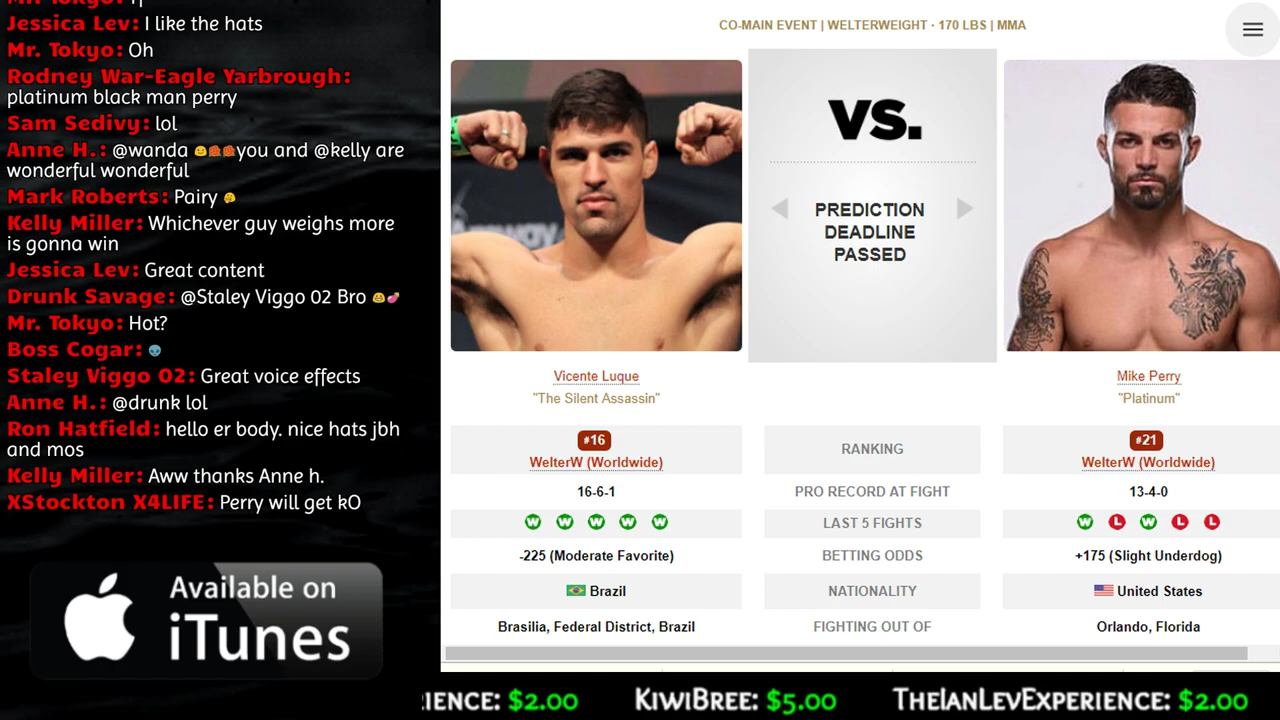 Jessica Lev: I like the hats
Mr. Tokyo: Oh
Rodney War-Eagle Yarbrough:
platinum black man perry
Sam Sedivy: lol
Anne H.: @wanda 😊🥊🥊you and @kelly are
wonderful wonderful
Mark Roberts: Pairy 🤔
Kelly Miller: Whichever guy weighs more
is gonna win
Jessica Lev: Great content
Drunk Savage: @Staley Viggo 02 Bro
Mr. Tokyo: Hot?
Boss Cogar: 👽
Staley Viggo 02: Great voice effects
Anne H.: @drunk lol
Ron Hatfield: hello er body. nice hats jbh
and mos
Kelly Miller: Aww thanks Anne h.
XStockton X4LIFE: Perry will get kO
Available on
iTunes
CO-MAIN EVENT | WELTERWEIGHT · 170 LBS | MMA
VS.
PREDICTION
DEADLINE
PASSED
Vicente Luque
"The Silent Assassin"
Mike Perry
"Platinum"
#16
WelterW (Worldwide)
RANKING
#21
WelterW (Worldwide)
16-6-1 PRO RECORD AT FIGHT 13-4-0
W W W W W LAST 5 FIGHTS W L W L L
-225 (Moderate Favorite) BETTING ODDS +175 (Slight Underdog)
Brazil NATIONALITY United States
Brasilia, Federal District, Brazil FIGHTING OUT OF Orlando, Florida
IENCE: $2.00 KiwiBree: $5.00 TheIanLevExperience: $2.00